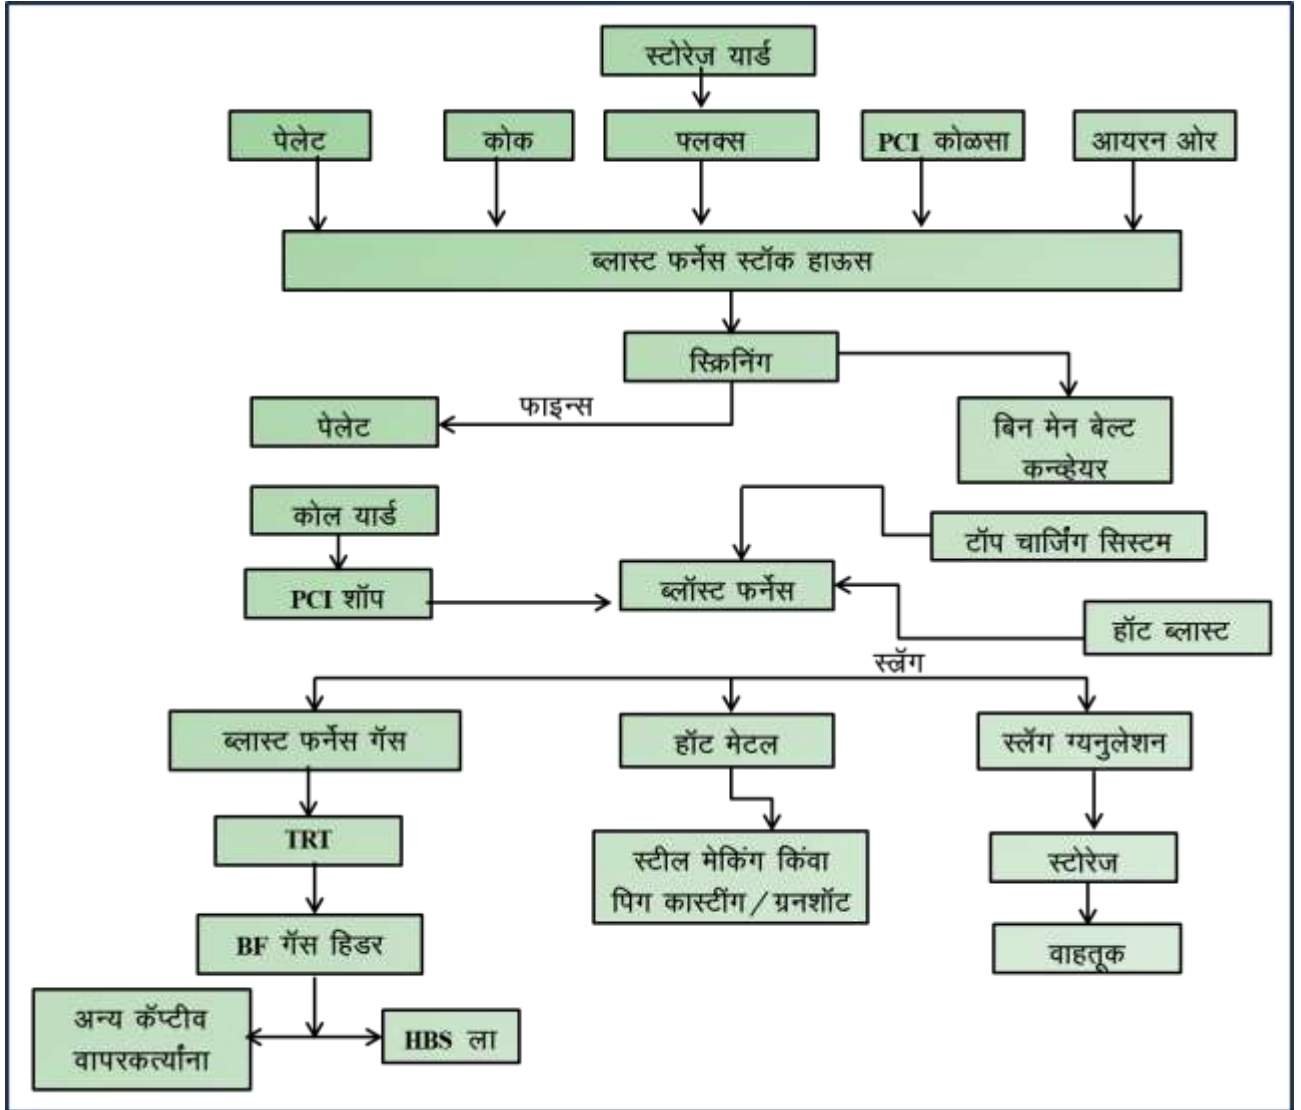 स्टोरेज यार्ड
पेलेट
कोक
फ्लक्स
PCI कोळसा
आयरन ओर
ब्लास्ट फर्नेस स्टॉक हाऊस
स्क्रिनिंग
फाइन्स
पेलेट
बिन मेन बेल्ट
कन्व्हेयर
कोल यार्ड
टॉप चार्जिंग सिस्टम
PCI शॉप
ब्लॉस्ट फर्नेस
हॉट ब्लास्ट
स्लॅग
ब्लास्ट फर्नेस गॅस
हॉट मेटल
स्लॅग ग्यनुलेशन
TRT
स्टील मेकिंग किंवा
पिग कास्टींग / ग्रनशॉट
स्टोरेज
BF गॅस हिडर
वाहतूक
अन्य कॅप्टीव
वापरकर्त्यांना
HBS ला